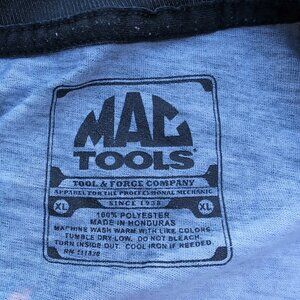 MAC
TOOLS
TOOL & FORGE COMPANY
APPAREL FOR THE PROFESSIONAL MECHANIC
SINCE 1938
XL XL
100% POLYESTER
MADE IN HONDURAS
MACHINE WASH WARM WITH LIKE COLORS.
TUMBLE DRY LOW. DO NOT BLEACH.
TURN INSIDE OUT. COOL IRON IF NEEDED.